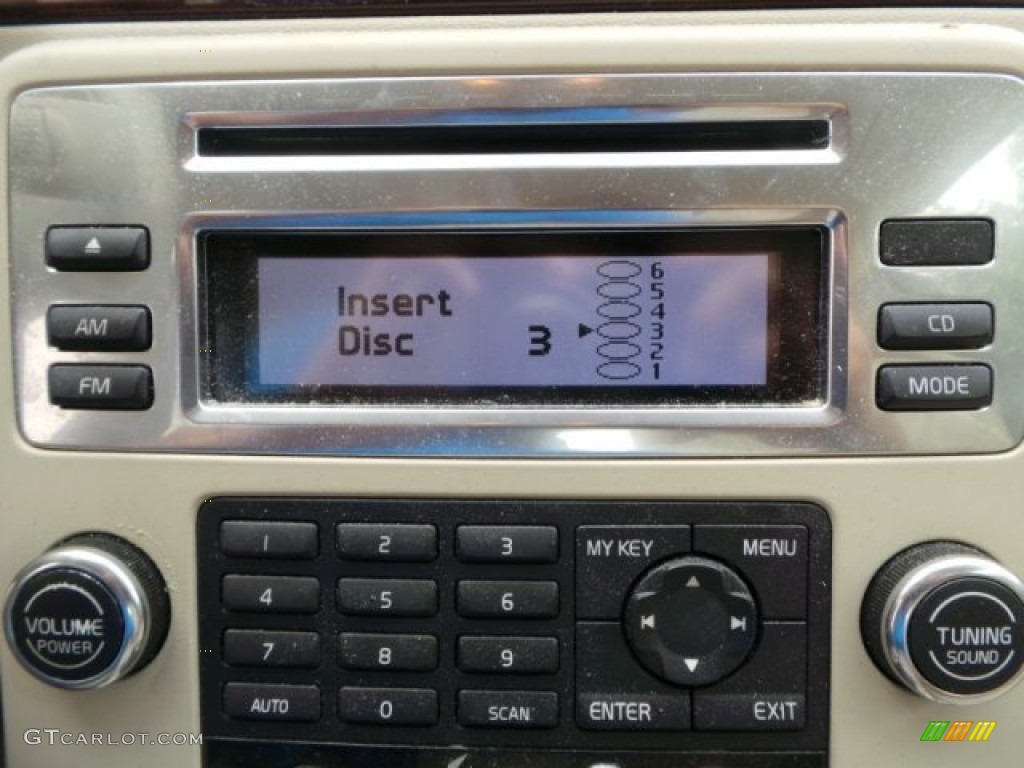 6
5
Insert 4
Disc 3 3
2
1
AM
FM
CD
MODE
1 2 3 MY KEY MENU
4 5 6
7 8 9
AUTO 0 SCAN ENTER EXIT
VOLUME
POWER
TUNING
SOUND
GTCARLOT.COM